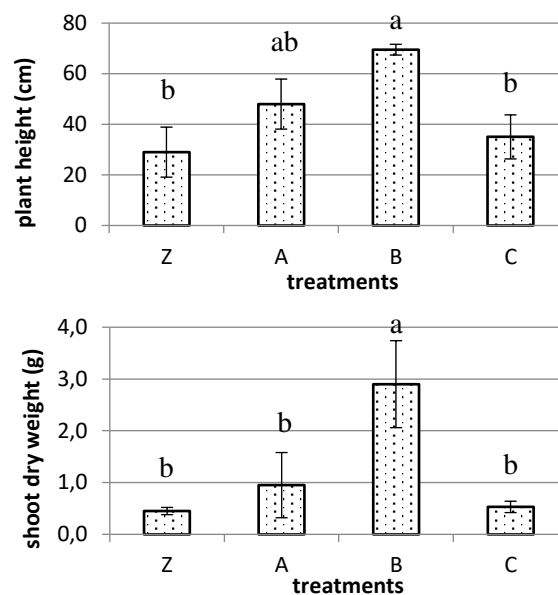 plant height (cm)
80
60
40
20
0
b
ab
a
b
Z
A
B
C
treatments
shoot dry weight (g)
4,0
3,0
2,0
1,0
0,0
b
b
a
b
Z
A
B
C
treatments